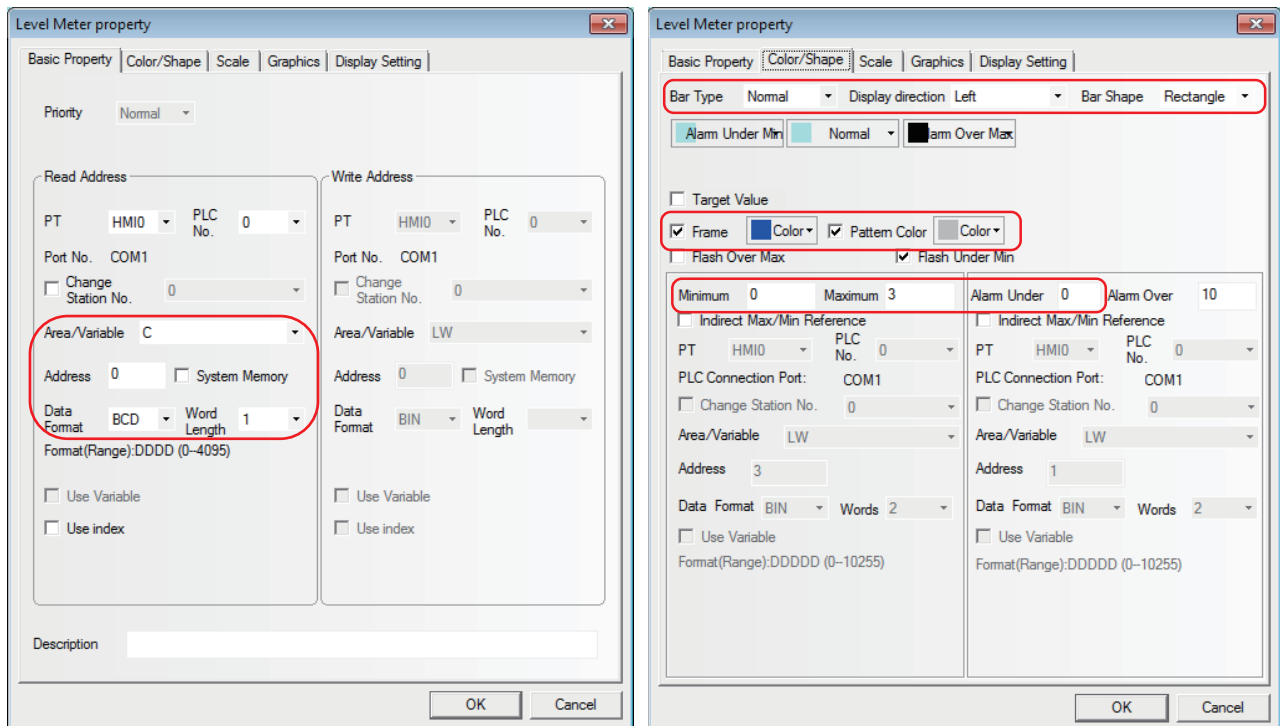 Level Meter property
Basic Property Color/Shape Scale Graphics Display Setting
Priority Normal
Read Address
PT HMI0 PLC No. 0
Port No. COM1
Change Station No. 0
Area/Variable C
Address 0 System Memory
Data Format BCD Word Length 1
Format(Range):DDDD (0--4095)
Use Variable
Use index
Write Address
PT HMI0 PLC No. 0
Port No. COM1
Change Station No. 0
Area/Variable LW
Address 0 System Memory
Data Format BIN Word Length
Use Variable
Use index
Description
OK Cancel
Level Meter property
Basic Property Color/Shape Scale Graphics Display Setting
Bar Type Normal Display direction Left Bar Shape Rectangle
Alarm Under Min Normal larm Over Max
Target Value
Frame Color Pattern Color Color
Flash Over Max Flash Under Min
Minimum 0 Maximum 3
Indirect Max/Min Reference
PT HMI0 PLC No. 0
PLC Connection Port: COM1
Change Station No. 0
Area/Variable LW
Address 3
Data Format BIN Words 2
Use Variable
Format(Range):DDDDD (0--10255)
Alarm Under 0 Alarm Over 10
Indirect Max/Min Reference
PT HMI0 PLC No. 0
PLC Connection Port: COM1
Change Station No. 0
Area/Variable LW
Address 1
Data Format BIN Words 2
Use Variable
Format(Range):DDDDD (0--10255)
OK Cancel